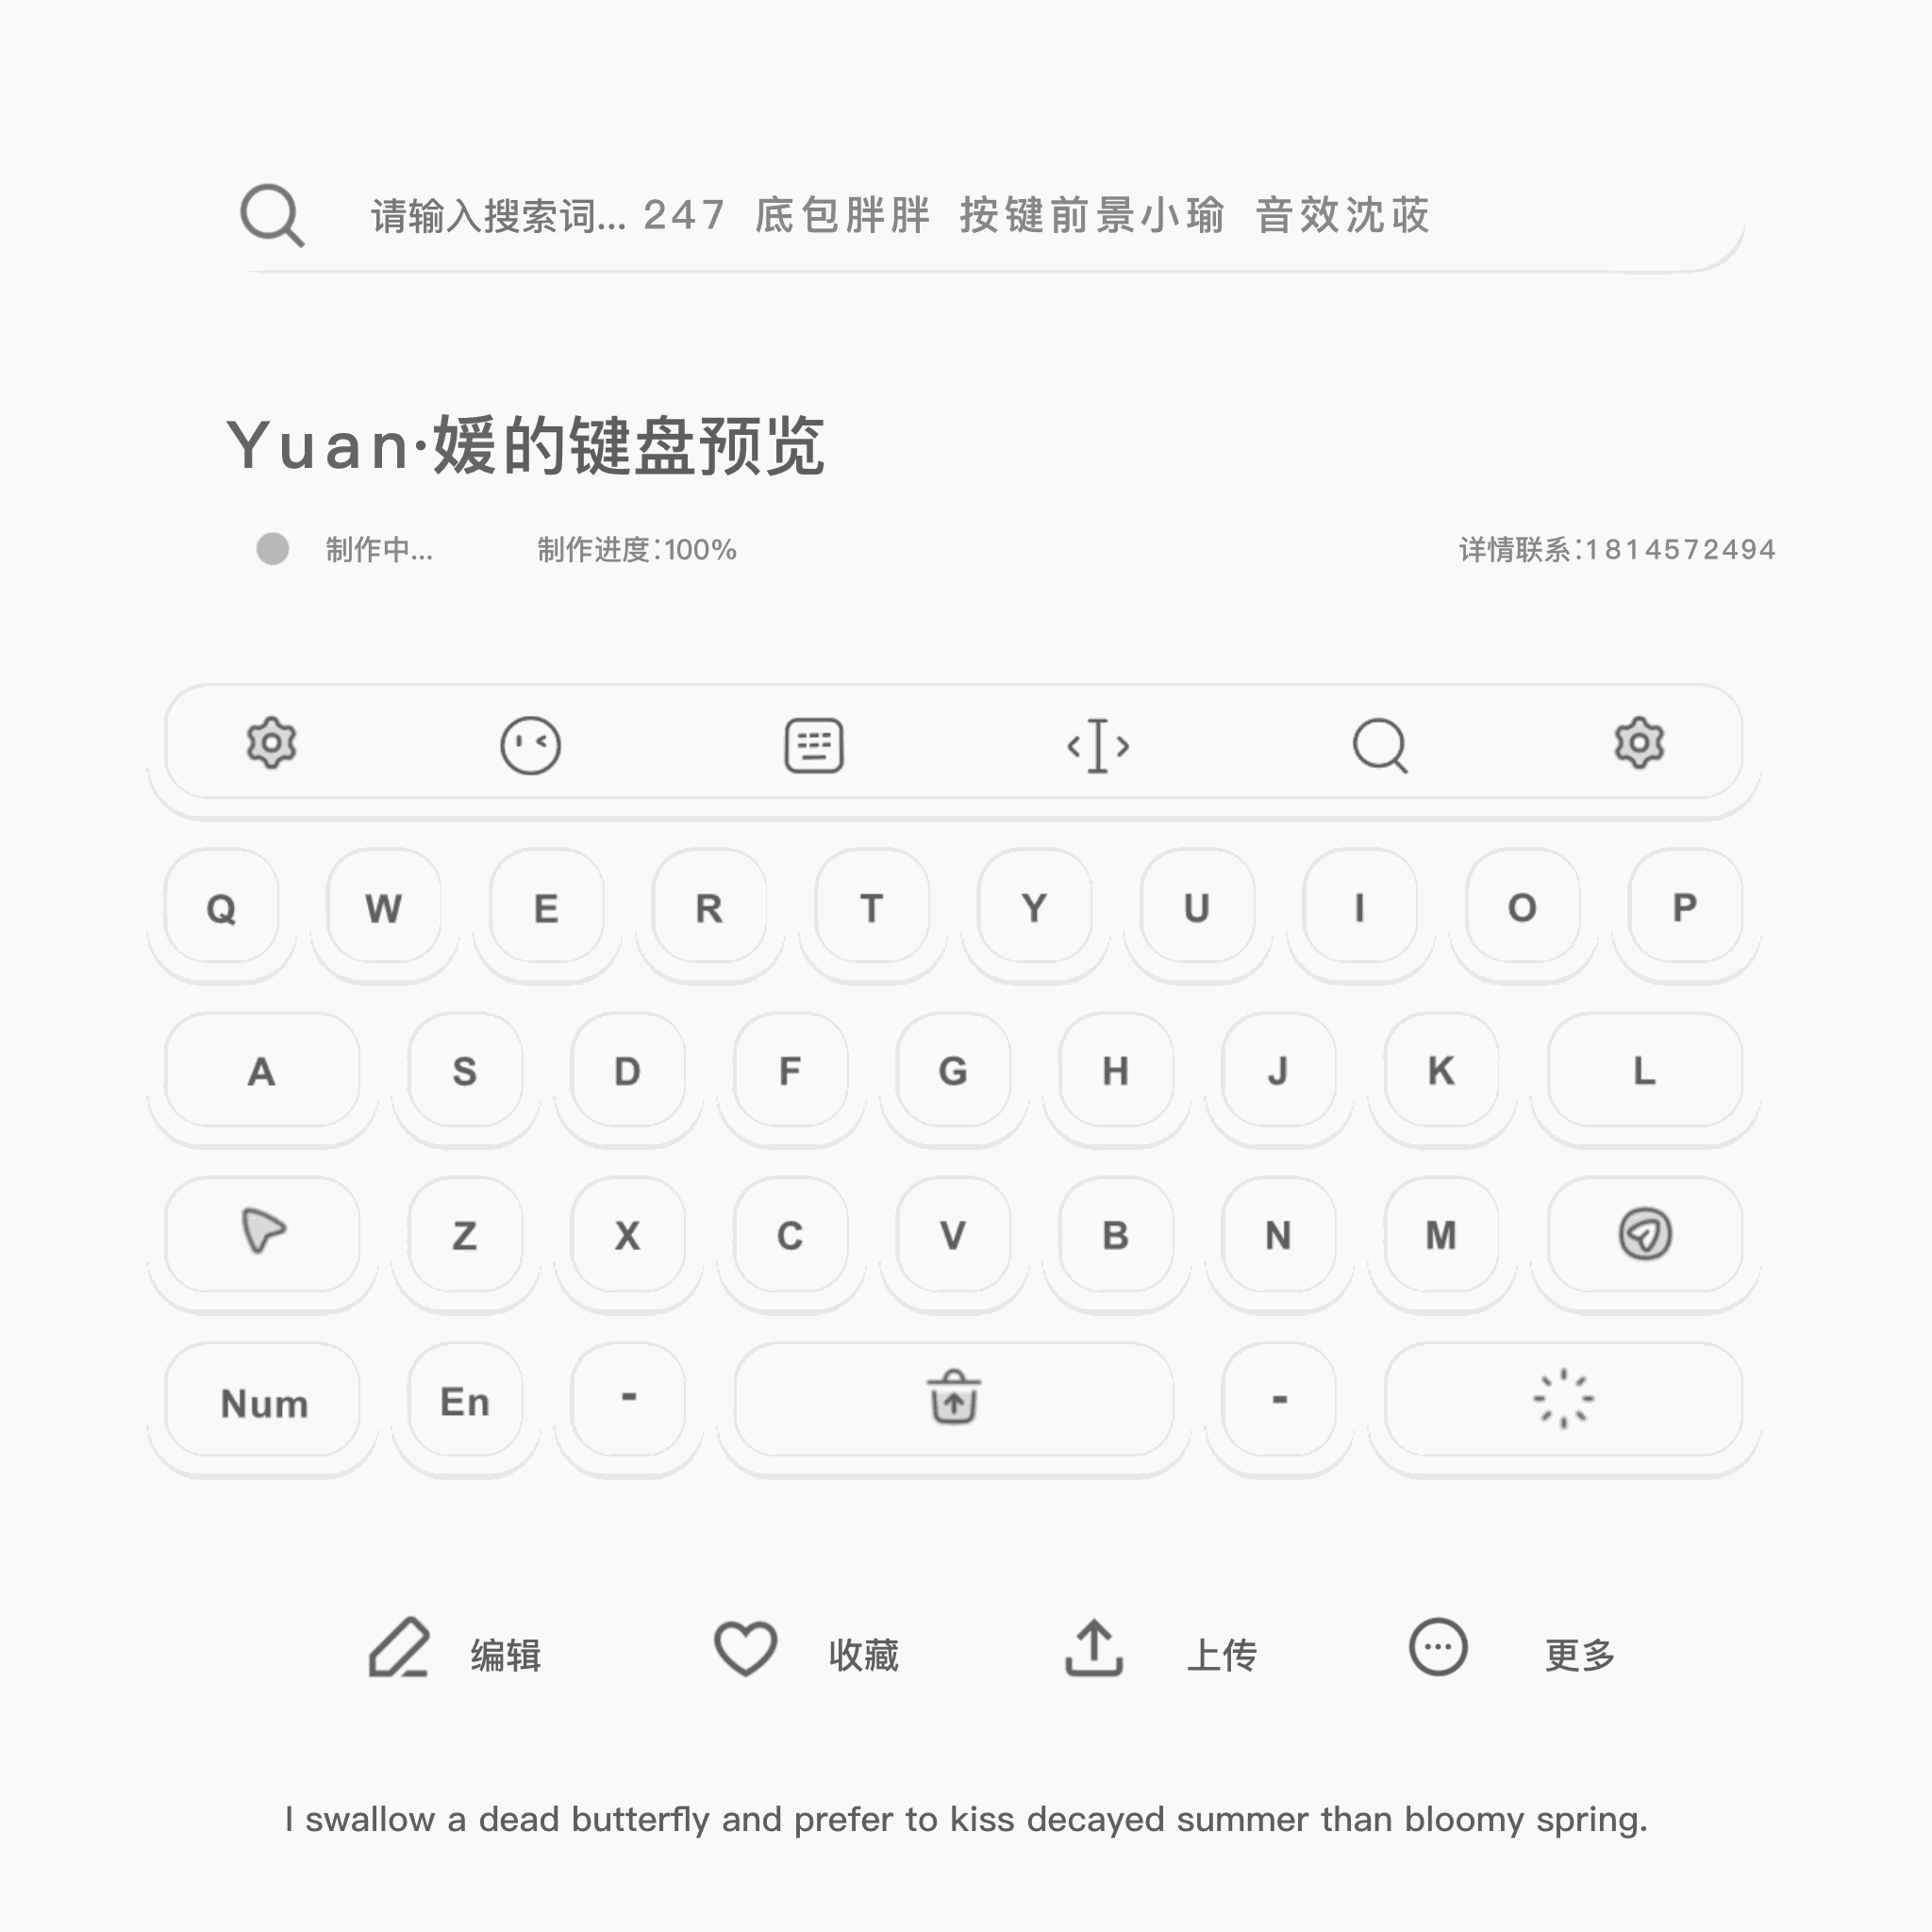 请输入搜索词... 247 底包胖胖 按键前景小瑜 音效沈荍
Yuan·媛的键盘预览
制作中... 制作进度:100% 详情联系:1814572494
Q W E R T Y U I O P
A S D F G H J K L
Z X C V B N M
Num En - -
编辑 收藏 上传 更多
I swallow a dead butterfly and prefer to kiss decayed summer than bloomy spring.